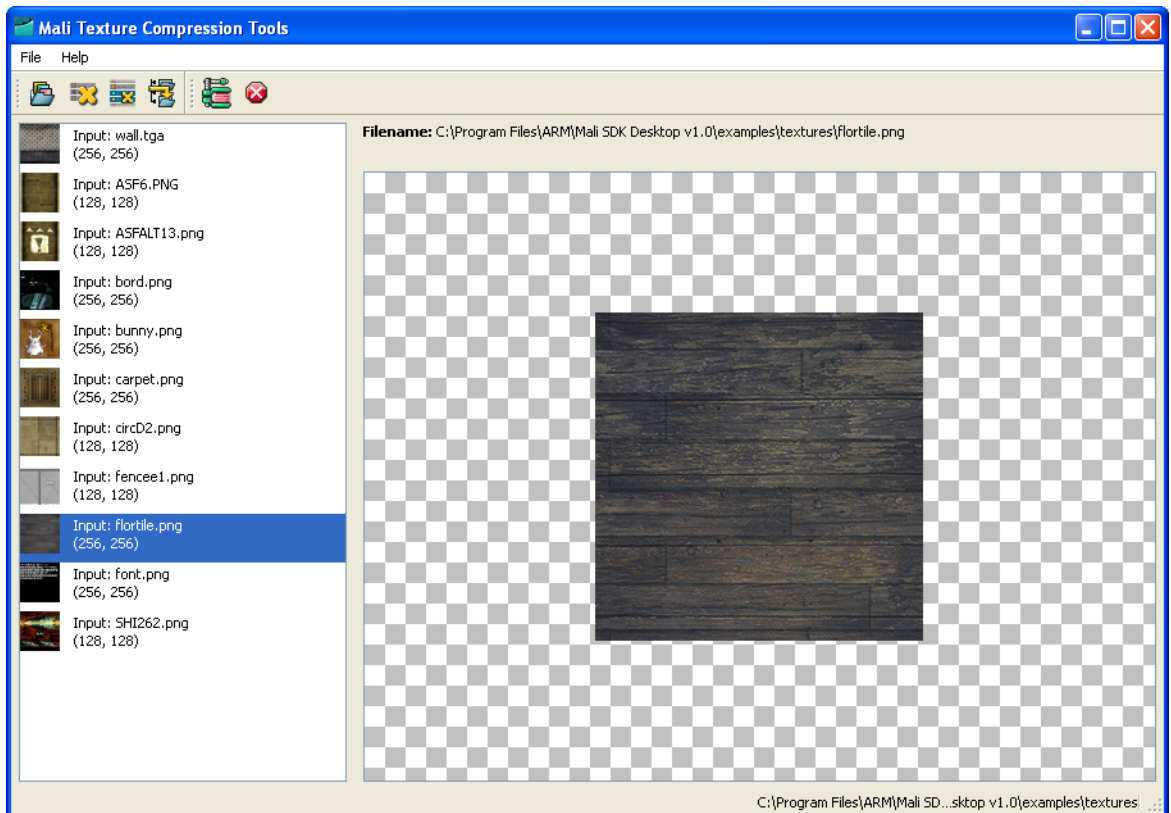 Mali Texture Compression Tools
File Help
Filename: C:\Program Files\ARM\Mali SDK Desktop v1.0\examples\textures\flortile.png
Input: wall.tga
(256, 256)
Input: ASF6.PNG
(128, 128)
Input: ASFALT13.png
(128, 128)
Input: bord.png
(256, 256)
Input: bunny.png
(256, 256)
Input: carpet.png
(256, 256)
Input: circD2.png
(128, 128)
Input: fencee1.png
(128, 128)
Input: flortile.png
(256, 256)
Input: font.png
(256, 256)
Input: SHI262.png
(128, 128)
C:\Program Files\ARM\Mali SD...sktop v1.0\examples\textures